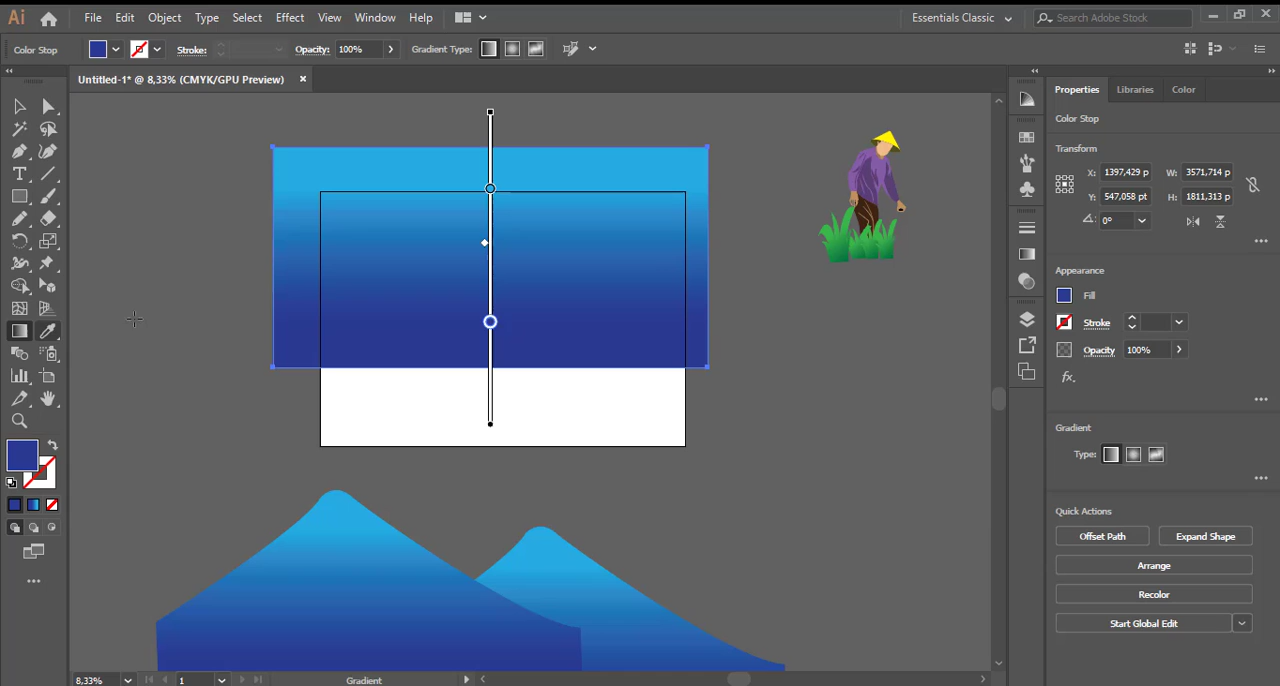 Ai File Edit Object Type Select Effect View Window Help Essentials Classic Search Adobe Stock
Color Stop Stroke: Opacity: 100% Gradient Type:
Untitled-1* @ 8,33% (CMYK/GPU Preview) ×
Properties Libraries Color
Color Stop
Transform
X: 1397,429 p W: 3571,714 p
Y: 547,058 pt H: 1811,313 p
0°
Appearance
Fill
Stroke
Opacity 100%
fx.
Gradient
Type:
Quick Actions
Offset Path Expand Shape
Arrange
Recolor
Start Global Edit
8,33% 1 Gradient